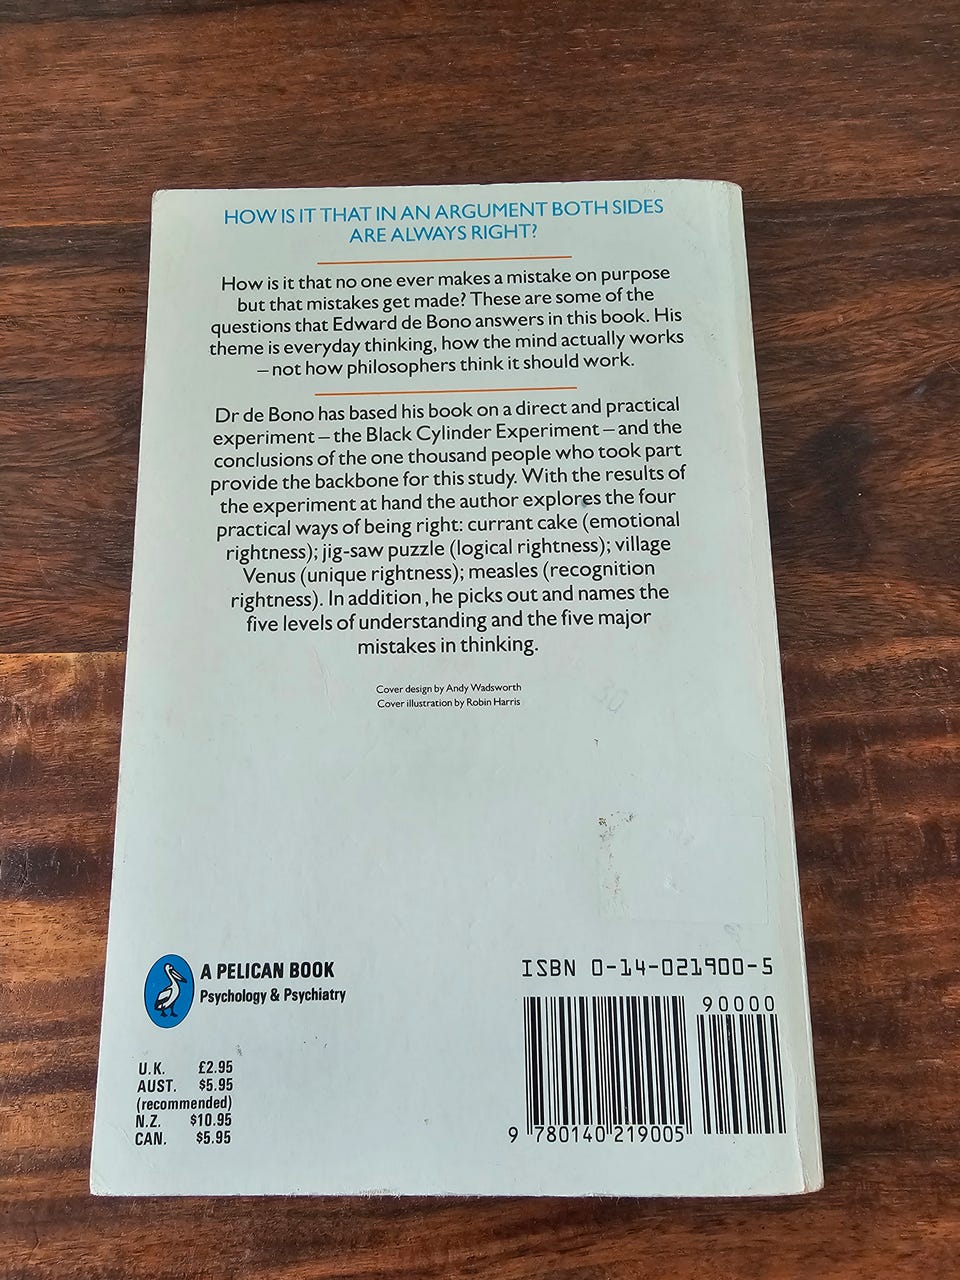 HOW IS IT THAT IN AN ARGUMENT BOTH SIDES
ARE ALWAYS RIGHT?
How is it that no one ever makes a mistake on purpose
but that mistakes get made? These are some of the
questions that Edward de Bono answers in this book. His
theme is everyday thinking, how the mind actually works
– not how philosophers think it should work.
Dr de Bono has based his book on a direct and practical
experiment – the Black Cylinder Experiment – and the
conclusions of the one thousand people who took part
provide the backbone for this study. With the results of
the experiment at hand the author explores the four
practical ways of being right: currant cake (emotional
rightness); jig-saw puzzle (logical rightness); village
Venus (unique rightness); measles (recognition
rightness). In addition, he picks out and names the
five levels of understanding and the five major
mistakes in thinking.
Cover design by Andy Wadsworth
Cover illustration by Robin Harris
30
A PELICAN BOOK
Psychology & Psychiatry
U.K. £2.95
AUST. $5.95
(recommended)
N.Z. $10.95
CAN. $5.95
ISBN 0-14-021900-5
90000
9 780140 219005